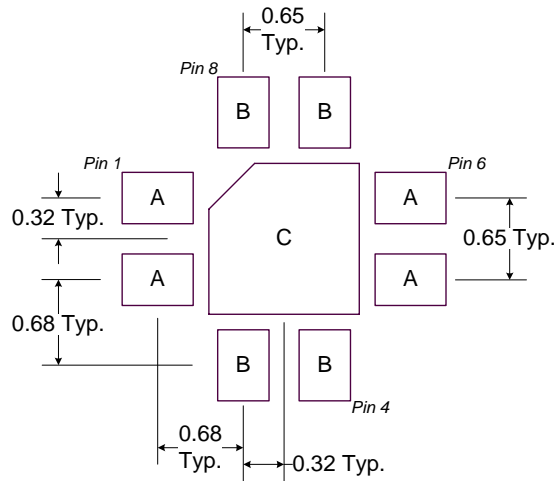 0.65
Typ.
Pin 8
B
B
Pin 1
Pin 6
A
A
0.32 Typ.
C
0.65 Typ.
A
A
0.68 Typ.
B
B
Pin 4
0.68
Typ.
0.32 Typ.